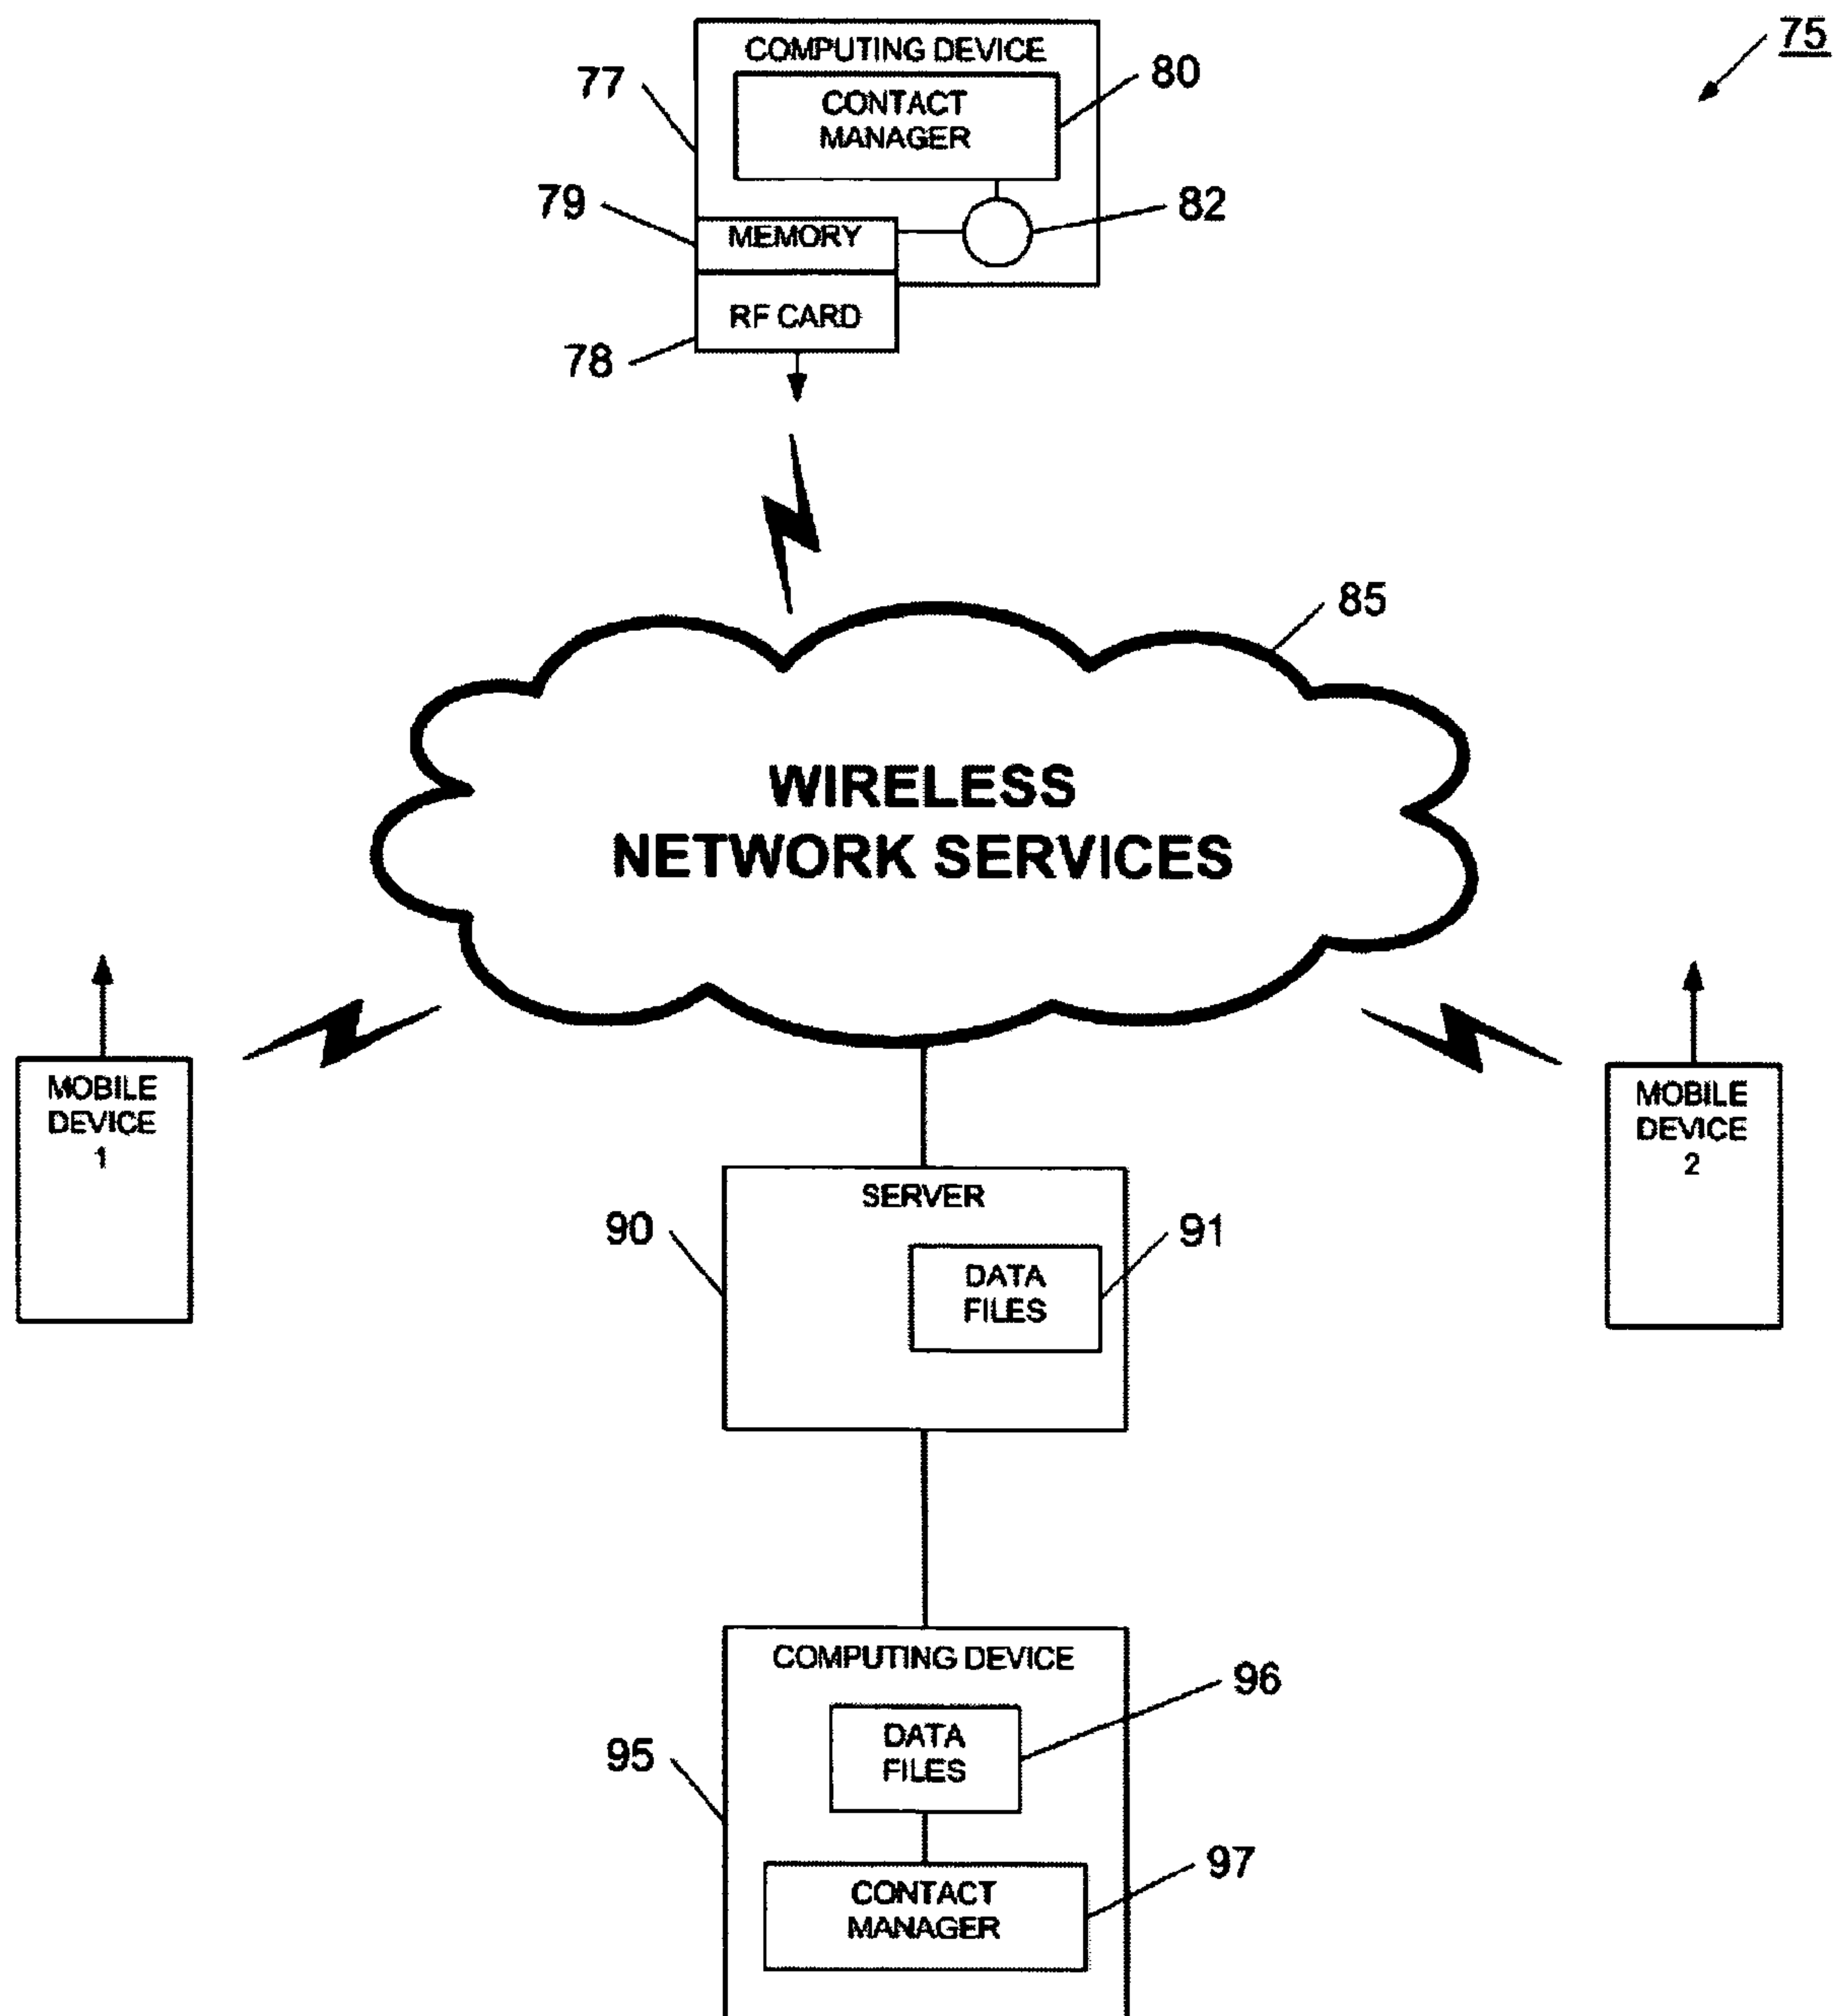 75
COMPUTING DEVICE
77
80
CONTACT
MANAGER
79
82
MEMORY
RF CARD
78
85
WIRELESS
NETWORK SERVICES
MOBILE
DEVICE
1
MOBILE
DEVICE
2
SERVER
90
91
DATA
FILES
COMPUTING DEVICE
96
DATA
FILES
95
97
CONTACT
MANAGER